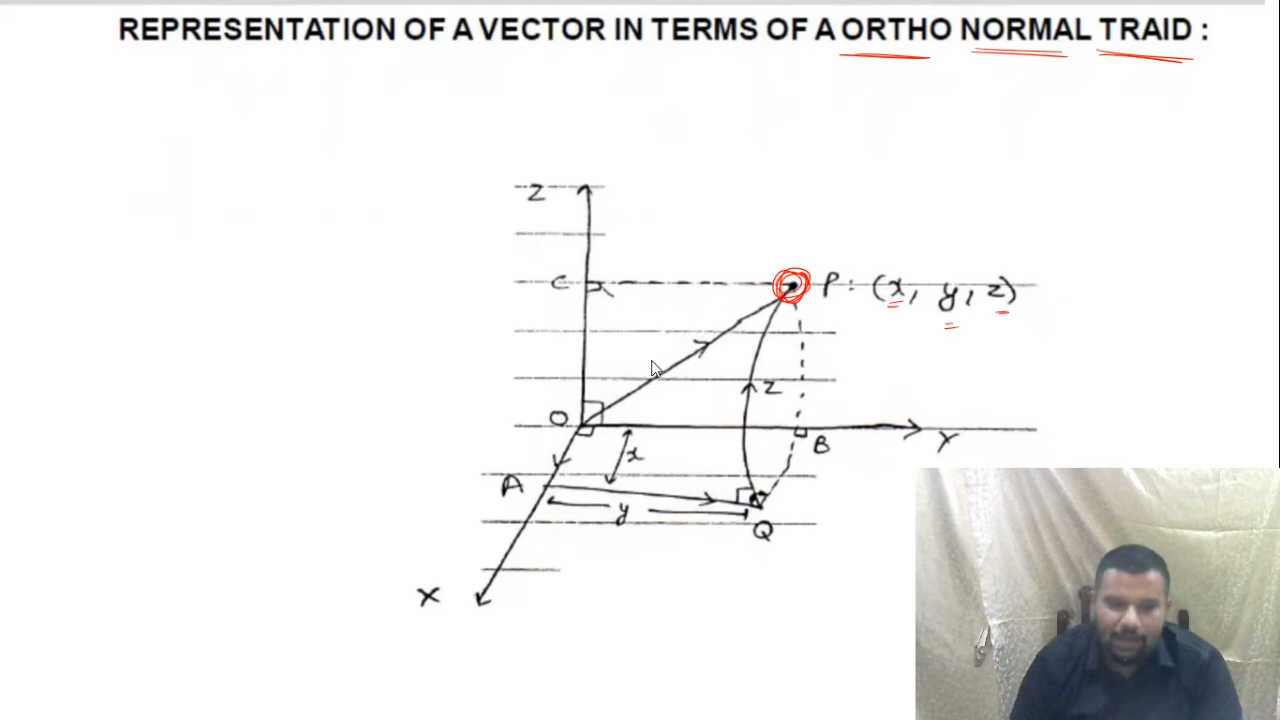 REPRESENTATION OF A VECTOR IN TERMS OF A ORTHO NORMAL TRAID :
Z
C
P: (x, y, z)
z
O
Y
B
x
A
y
Q
X